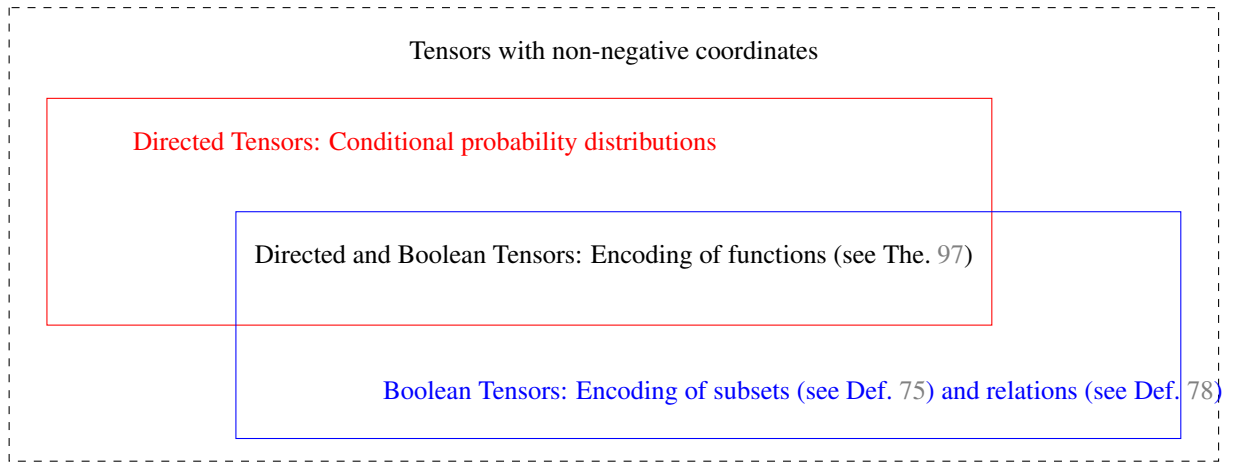 Tensors with non-negative coordinates
Directed Tensors: Conditional probability distributions
Directed and Boolean Tensors: Encoding of functions (see The. 97)
Boolean Tensors: Encoding of subsets (see Def. 75) and relations (see Def. 78)